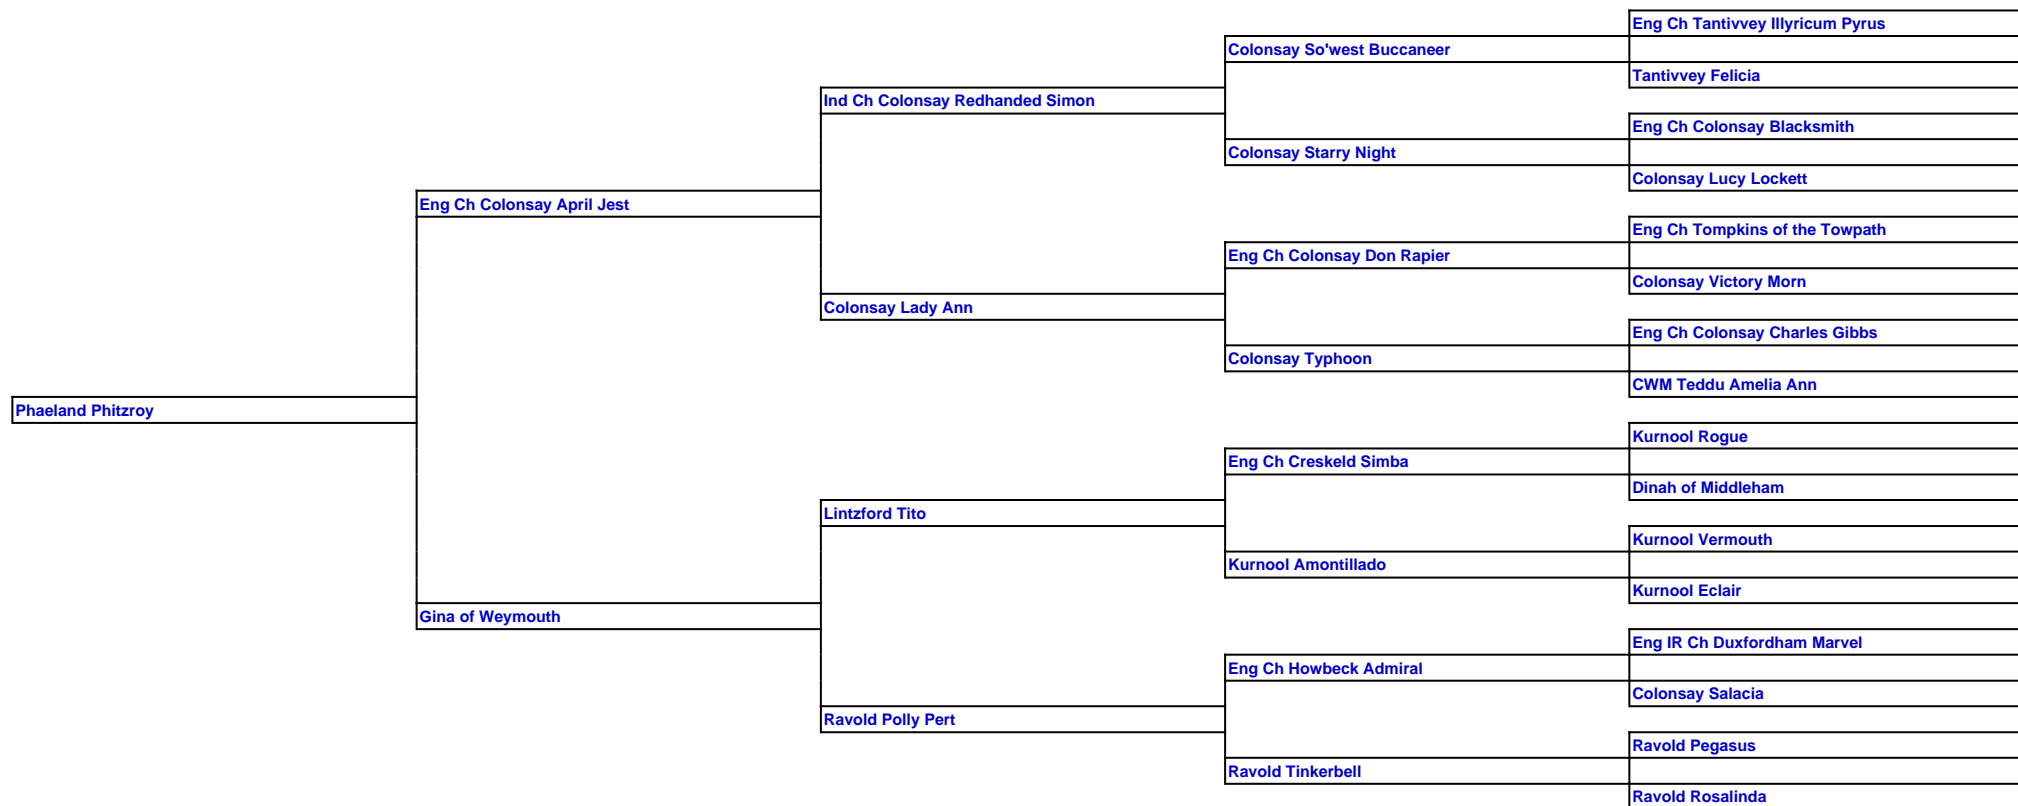 Eng Ch Tantivvey Illyricum Pyrus
Colonsay So'west Buccaneer
Tantivvey Felicia
Ind Ch Colonsay Redhanded Simon
Eng Ch Colonsay Blacksmith
Colonsay Starry Night
Colonsay Lucy Lockett
Eng Ch Colonsay April Jest
Eng Ch Tompkins of the Towpath
Eng Ch Colonsay Don Rapier
Colonsay Victory Morn
Colonsay Lady Ann
Eng Ch Colonsay Charles Gibbs
Colonsay Typhoon
CWM Teddu Amelia Ann
Phaeland Phitzroy
Kurnool Rogue
Eng Ch Creskeld Simba
Dinah of Middleham
Lintzford Tito
Kurnool Vermouth
Kurnool Amontillado
Kurnool Eclair
Gina of Weymouth
Eng IR Ch Duxfordham Marvel
Eng Ch Howbeck Admiral
Colonsay Salacia
Ravold Polly Pert
Ravold Pegasus
Ravold Tinkerbell
Ravold Rosalinda